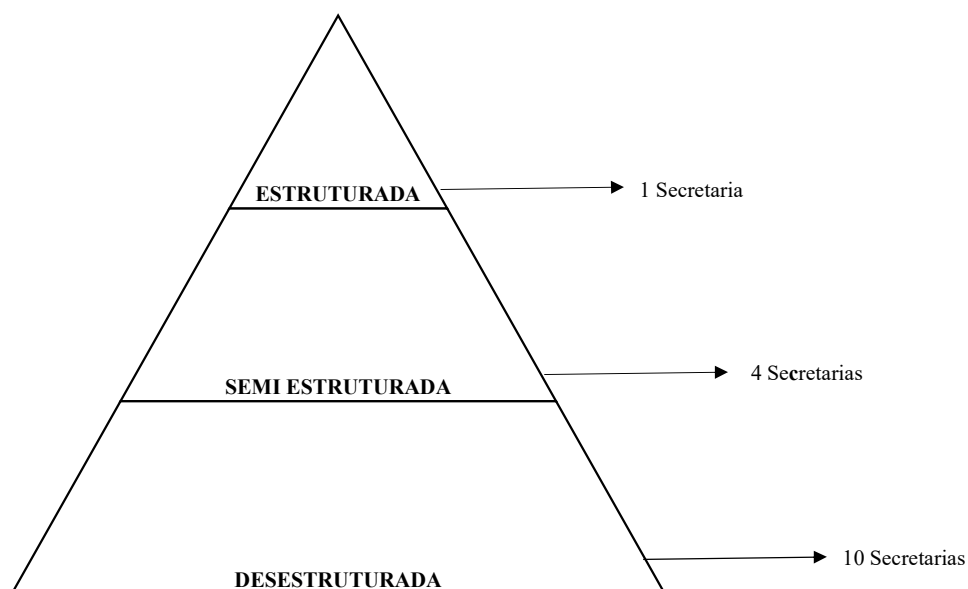 ESTRUTURADA
1 Secretaria
SEMI ESTRUTURADA
4 Secretarias
DESESTRUTURADA
10 Secretarias